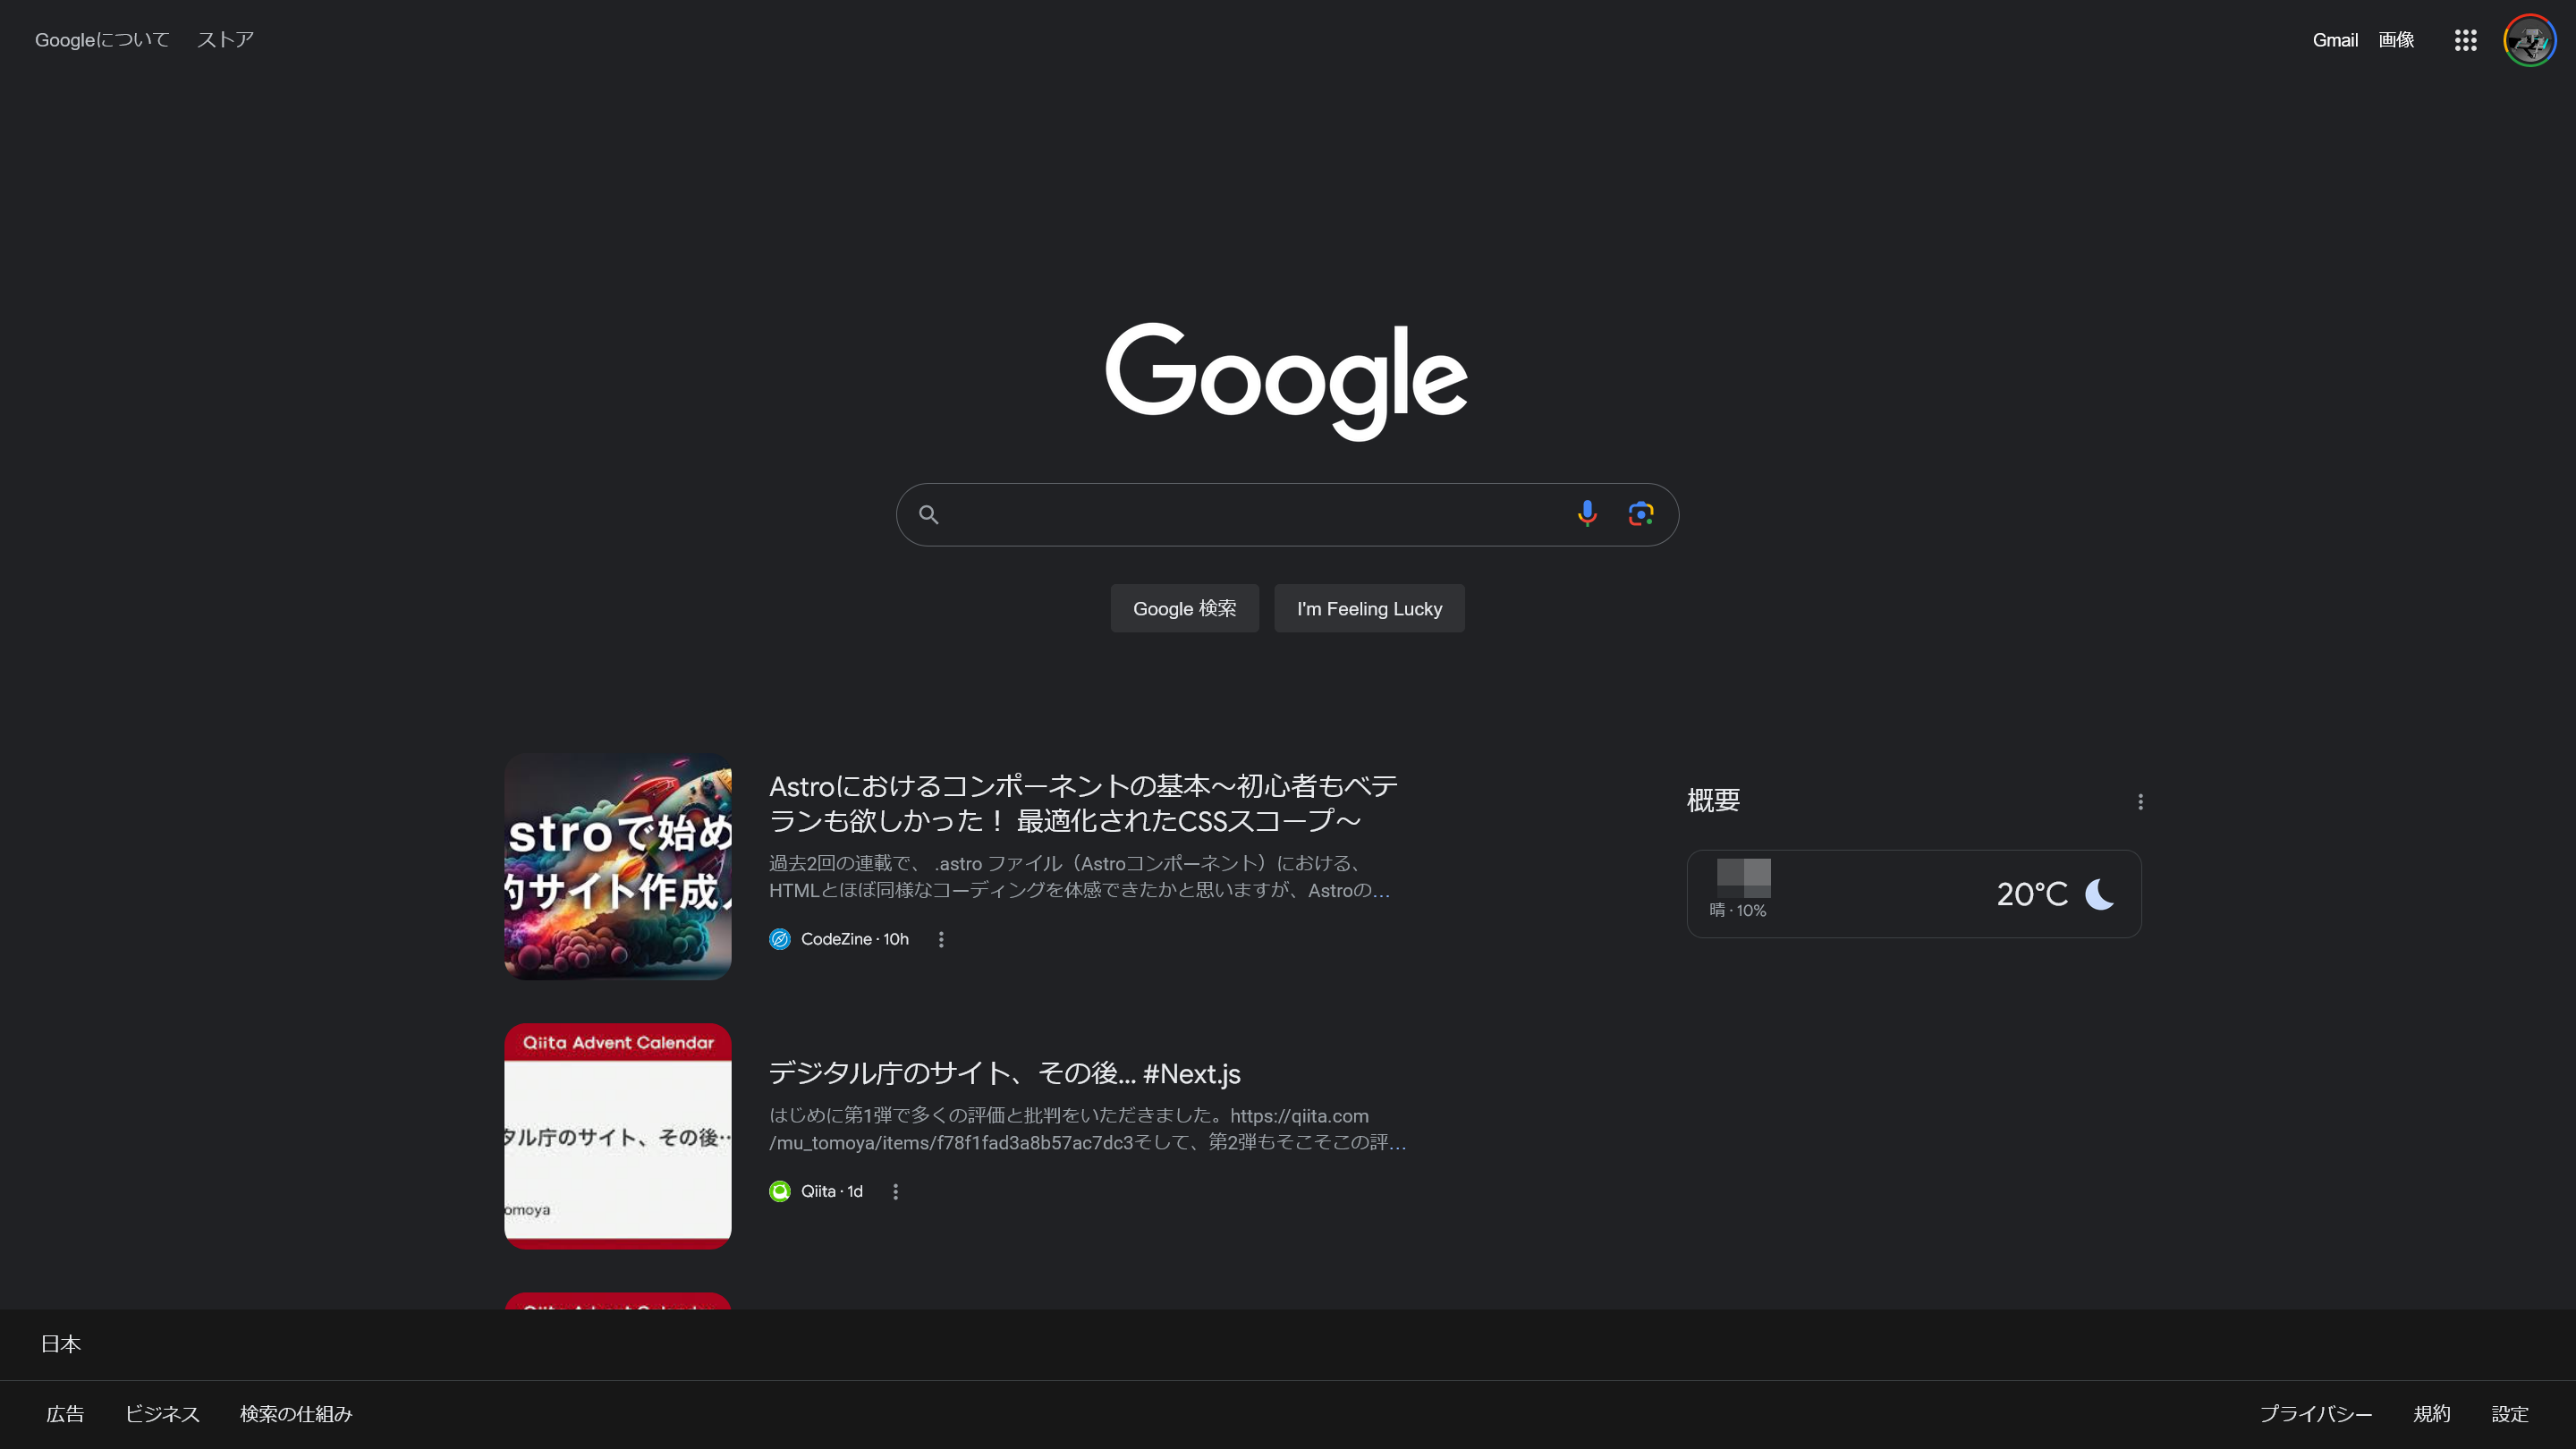 Googleについて ストア
Gmail 画像
Google
Google 検索
I'm Feeling Lucky
stroで始め
的サイト作成
Astroにおけるコンポーネントの基本～初心者もベテ
ランも欲しかった！ 最適化されたCSSスコープ～
過去2回の連載で、 .astro ファイル（Astroコンポーネント）における、
HTMLとほぼ同様なコーディングを体感できたかと思いますが、Astroの…
CodeZine · 10h
概要
晴 · 10%
20°C
Qiita Advent Calendar
タル庁のサイト、その後…
omoya
デジタル庁のサイト、その後... #Next.js
はじめに第1弾で多くの評価と批判をいただきました。https://qiita.com
/mu_tomoya/items/f78f1fad3a8b57ac7dc3そして、第2弾もそこそこの評…
Qiita · 1d
日本
広告 ビジネス 検索の仕組み
プライバシー 規約 設定